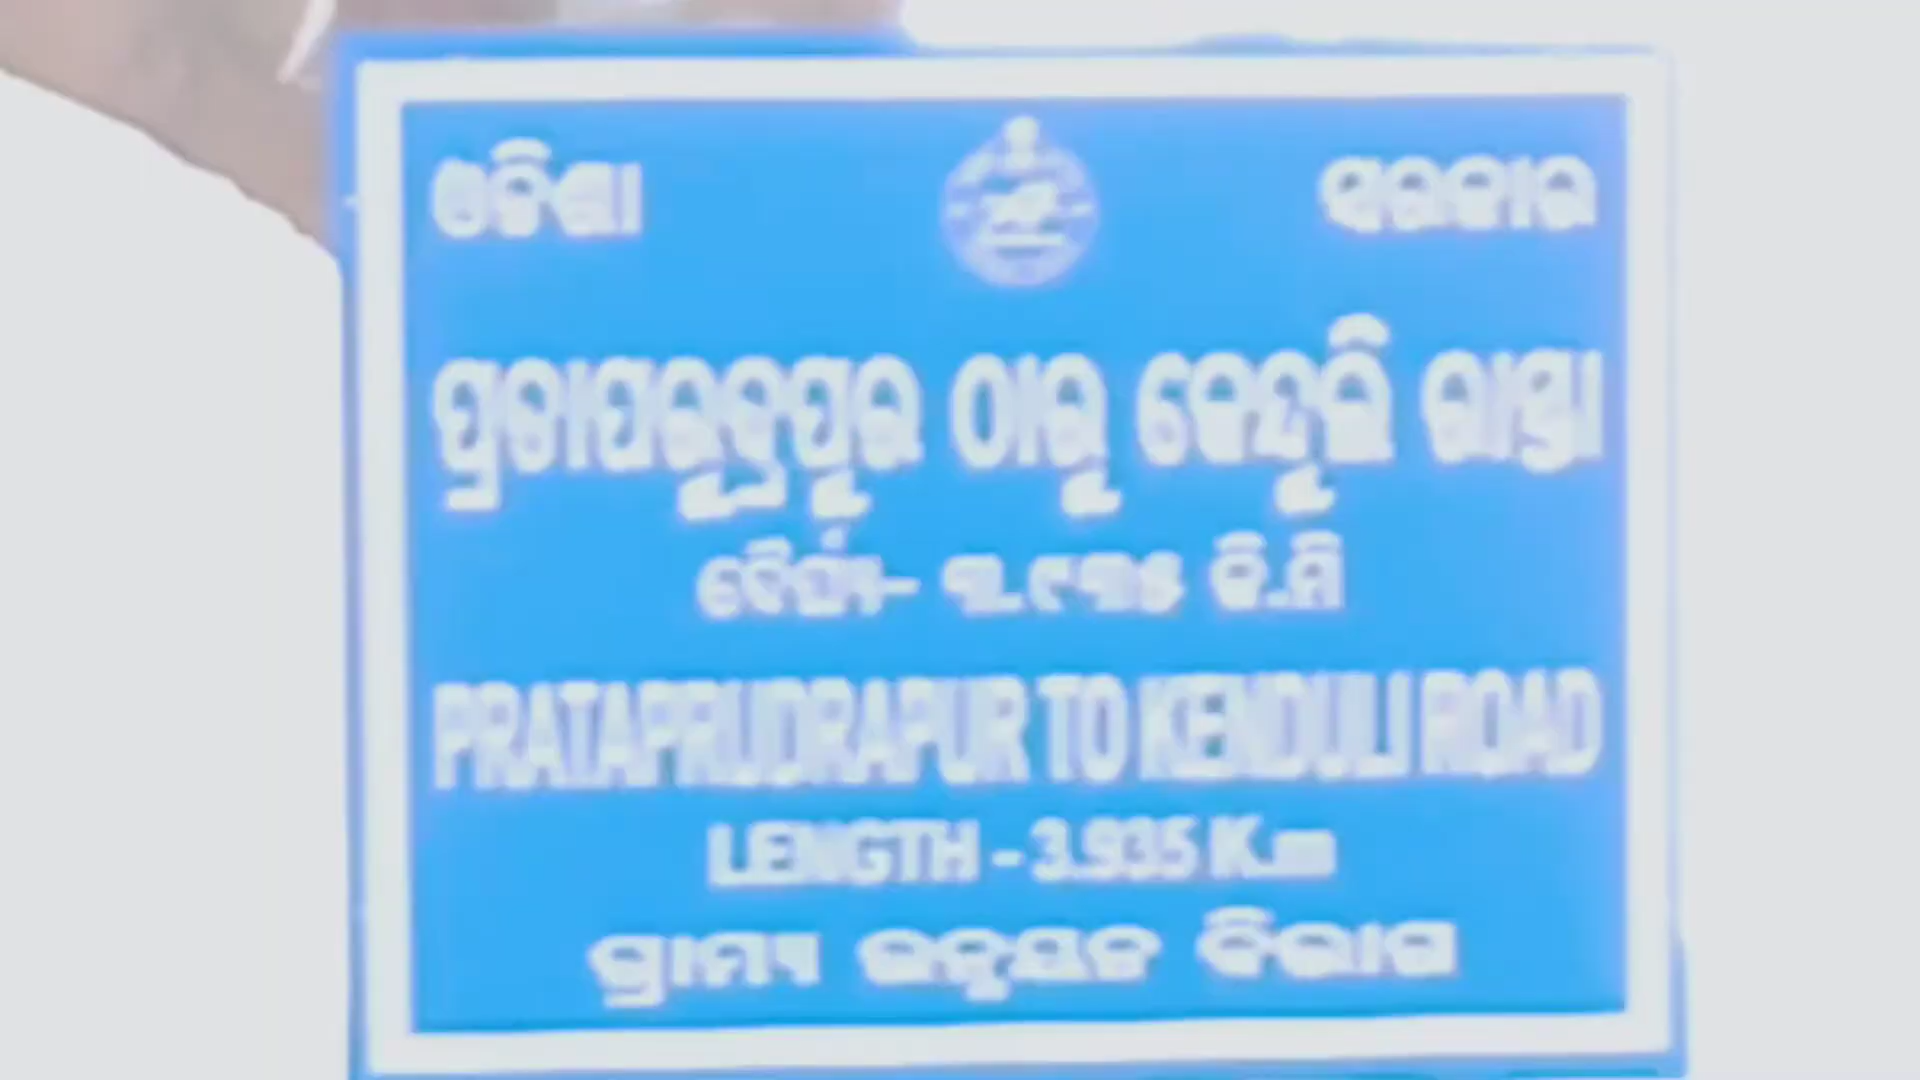 ଓଡ଼ିଶା ସରକାର
ପ୍ରତାପରୁଦ୍ରପୁର ଠାରୁ କେନ୍ଦୁଲି ରାସ୍ତା
ଦୈର୍ଘ୍ୟ- ୩.୯୩୫ କି.ମି
PRATAPRUDRAPUR TO KENDULI ROAD
LENGTH - 3.935 K.m
ଗ୍ରାମ୍ୟ ଉନ୍ନୟନ ବିଭାଗ